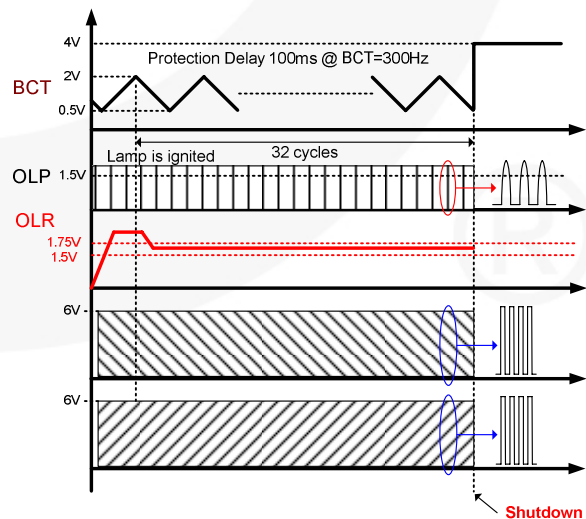 4V
Protection Delay 100ms @ BCT=300Hz
BCT
2V
0.5V
Lamp is ignited
32 cycles
OLP
1.5V
OLR
1.75V
1.5V
6V
6V
Shutdown
R